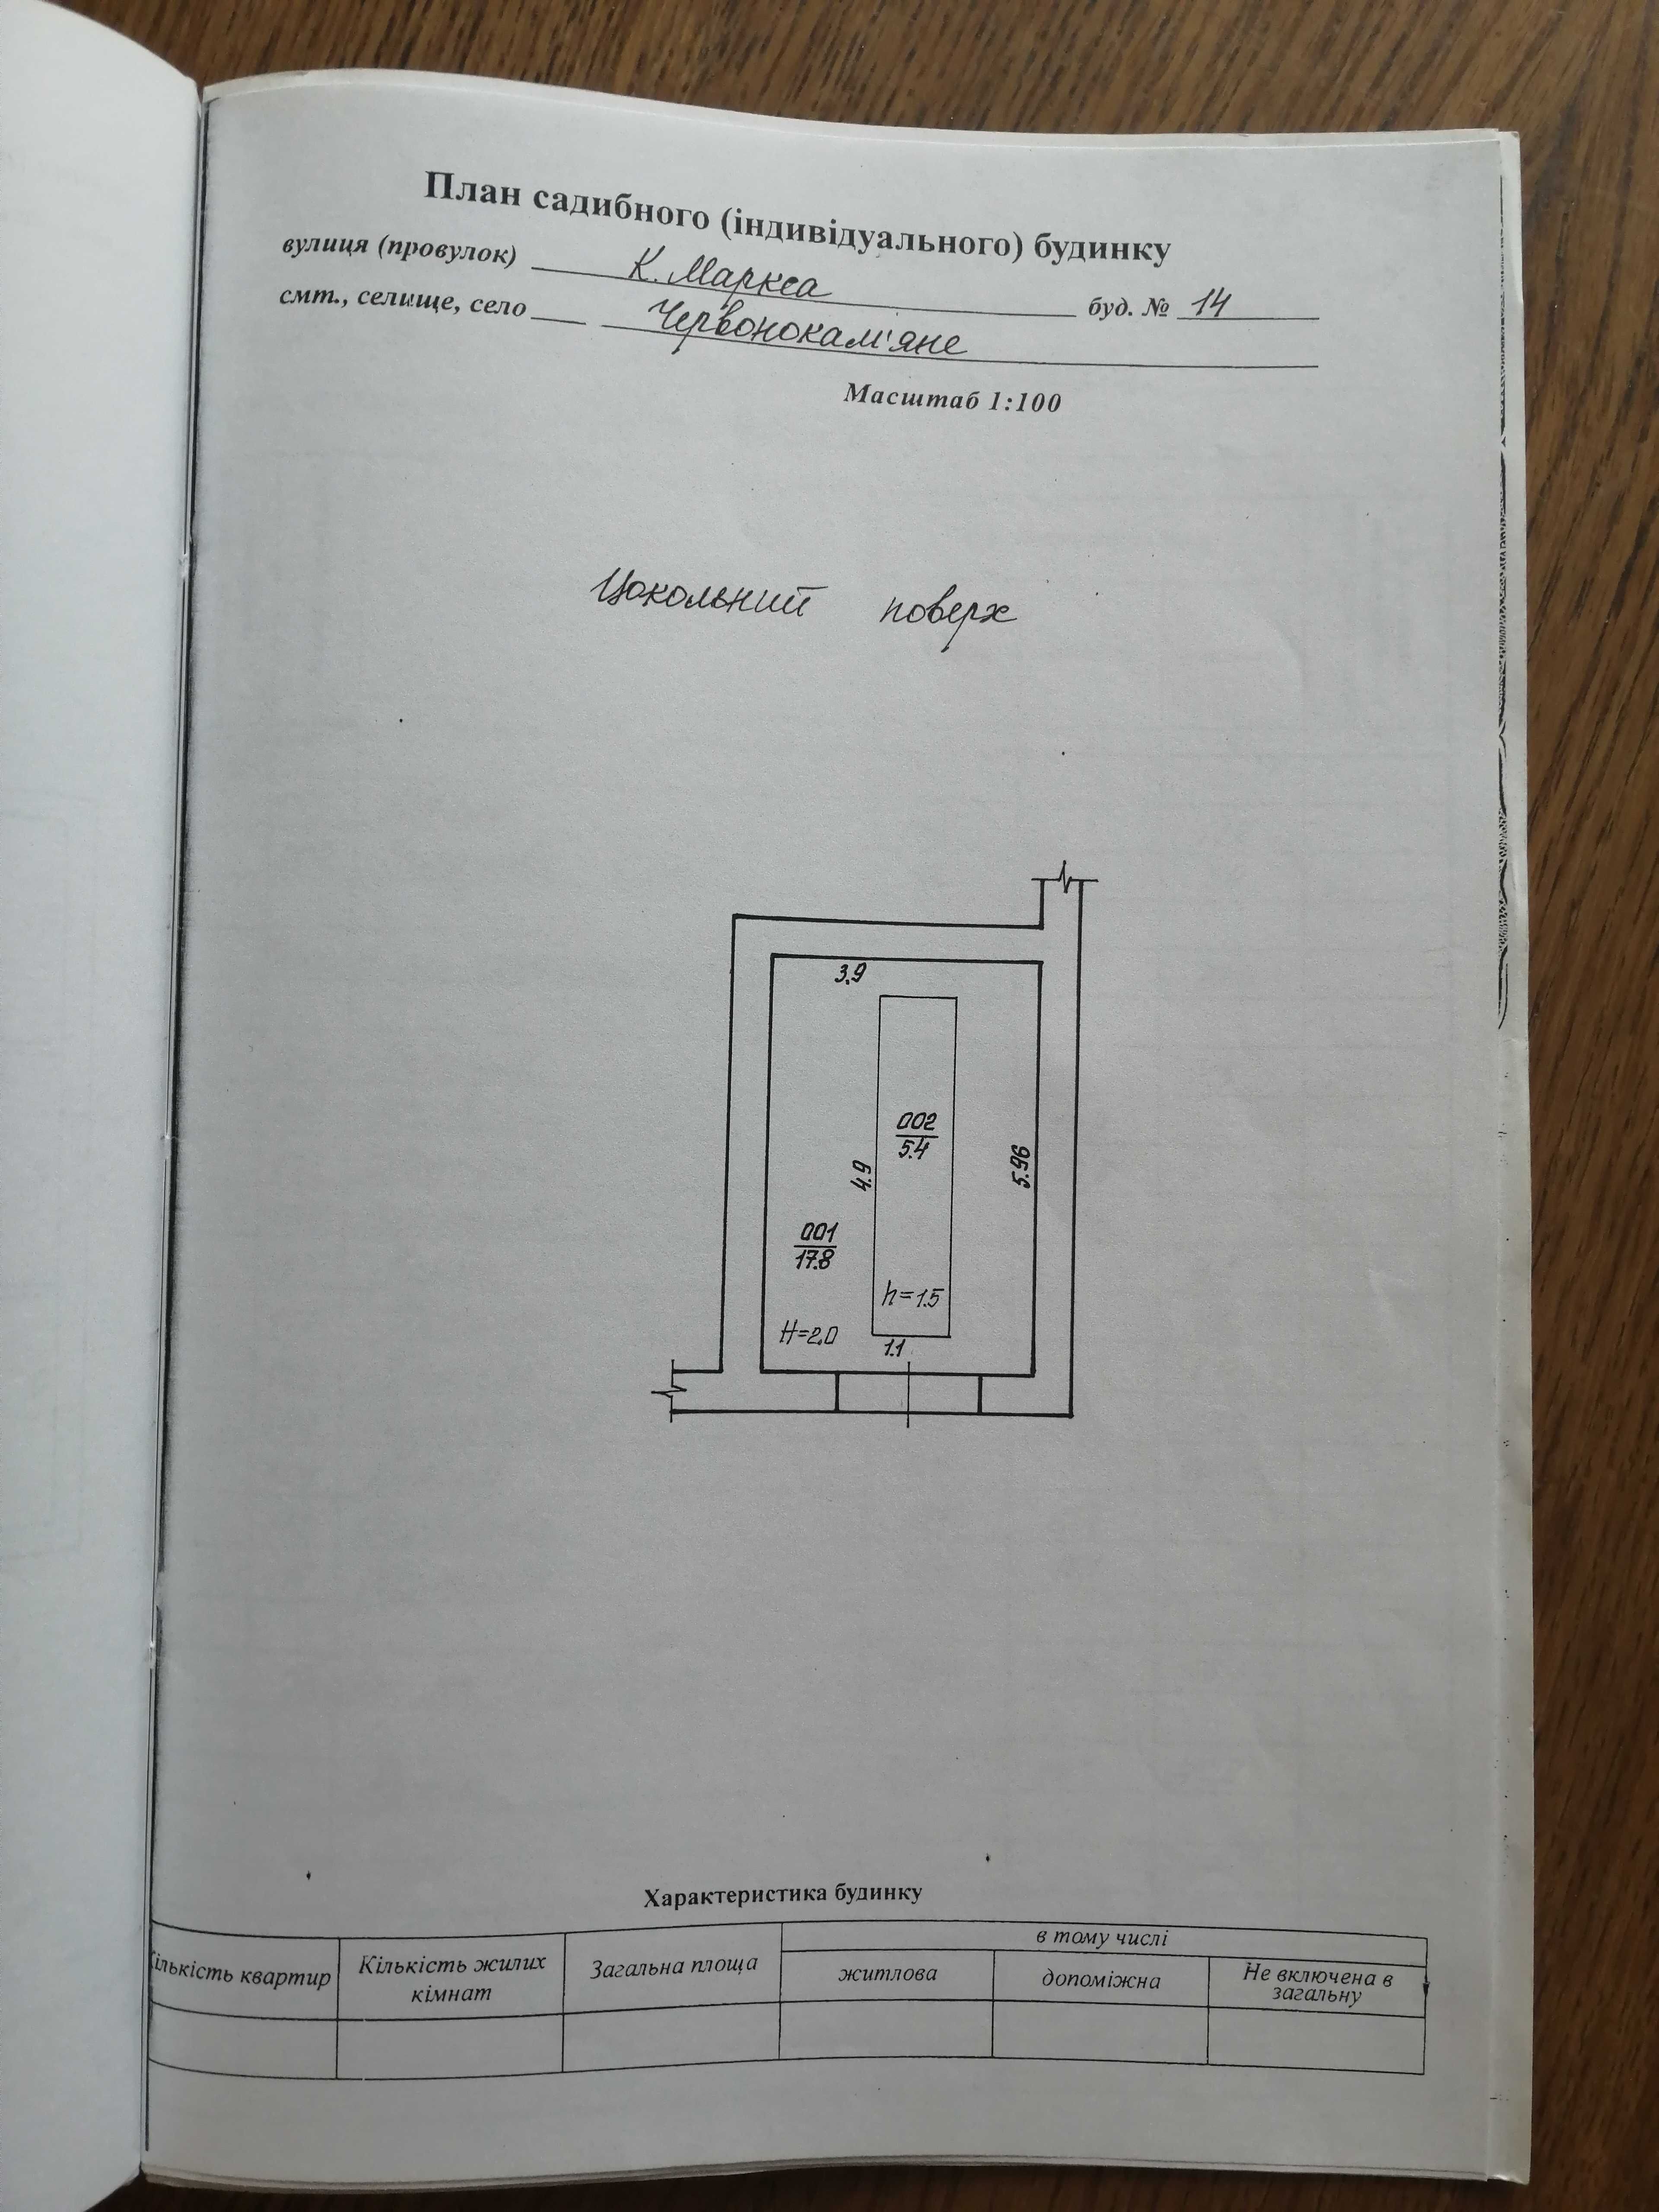 План садибного (індивідуального) будинку
вулиця (провулок) К. Маркса буд. № 14
смт., селище, село Червонокам'яне
Масштаб 1:100
Цокольний поверх
3.9
002
5.4
4.9
5.96
001
17.8
h=1.5
H=2.0
1.1
Характеристика будинку
ількість квартир
Кількість жилих кімнат
Загальна площа
в тому числі
житлова
допоміжна
Не включена в загальну